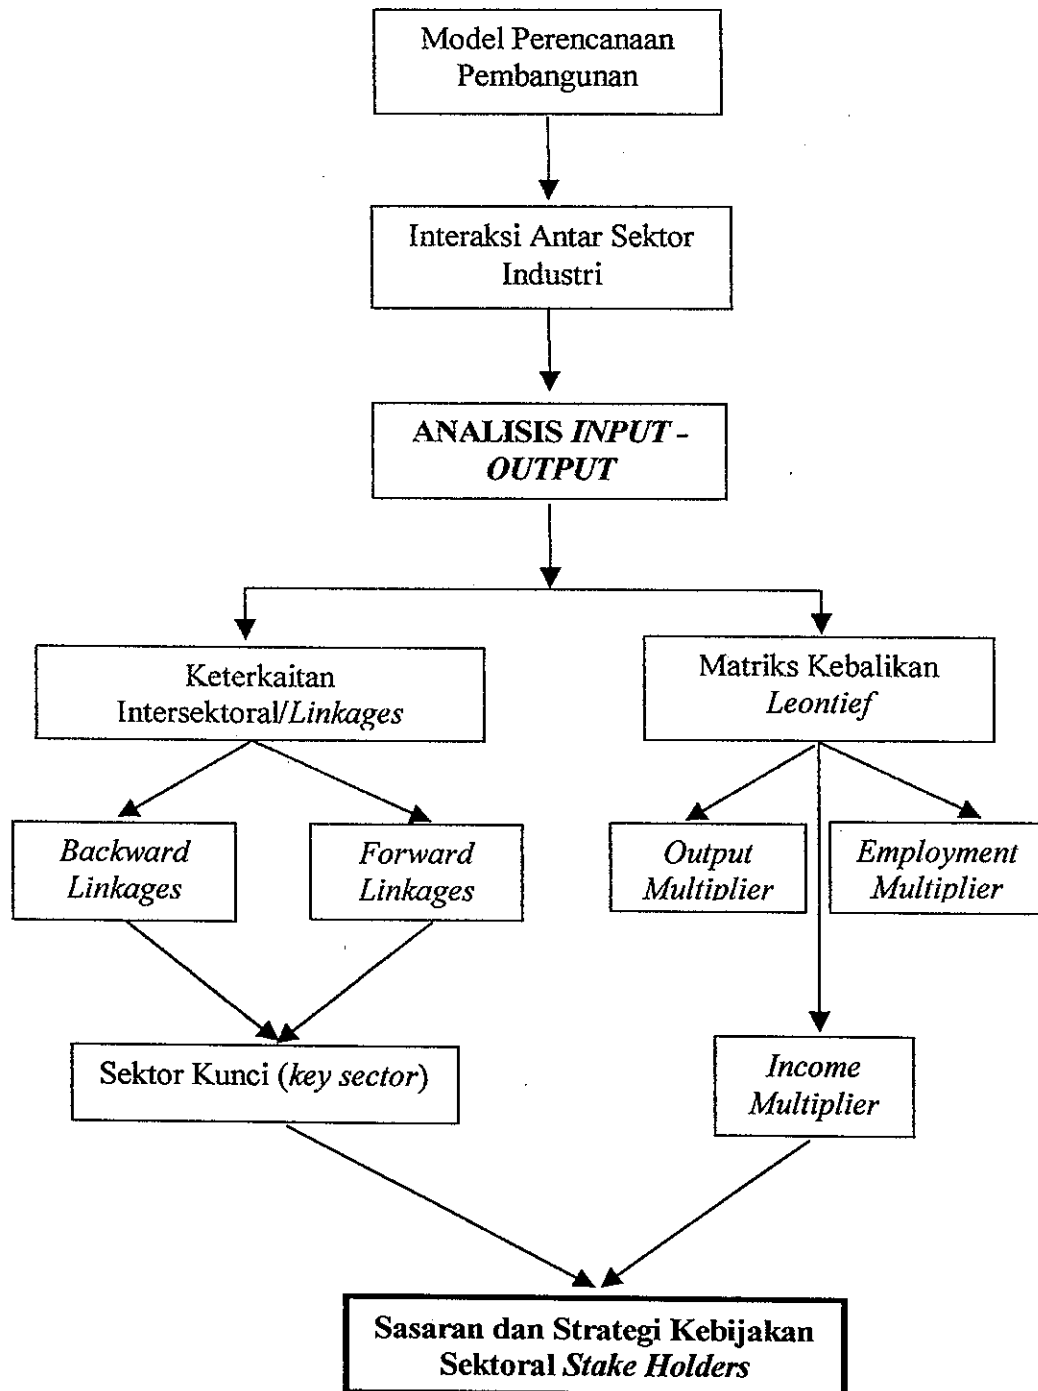 Model Perencanaan
Pembangunan
Interaksi Antar Sektor
Industri
ANALISIS INPUT -
OUTPUT
Keterkaitan
Intersektoral/Linkages
Matriks Kebalikan
Leontief
Backward
Linkages
Forward
Linkages
Output
Multiplier
Employment
Multiplier
Sektor Kunci (key sector)
Income
Multiplier
Sasaran dan Strategi Kebijakan
Sektoral Stake Holders